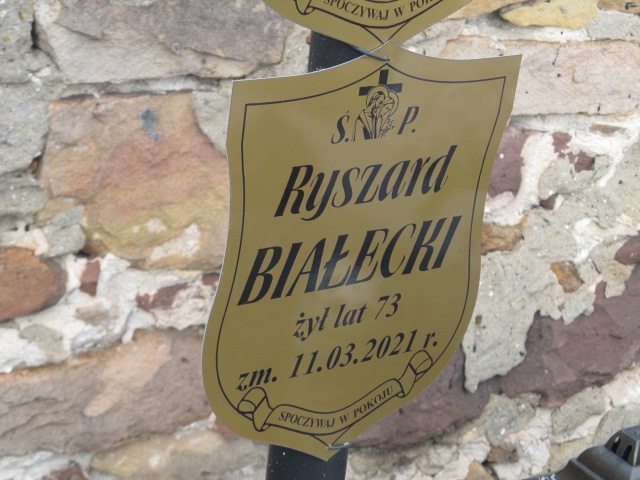 SPOCZYWAJ W POKOJU
Ś. P.
Ryszard
BIAŁECKI
żył lat 73
zm. 11.03.2021 r.
SPOCZYWAJ W POKOJU